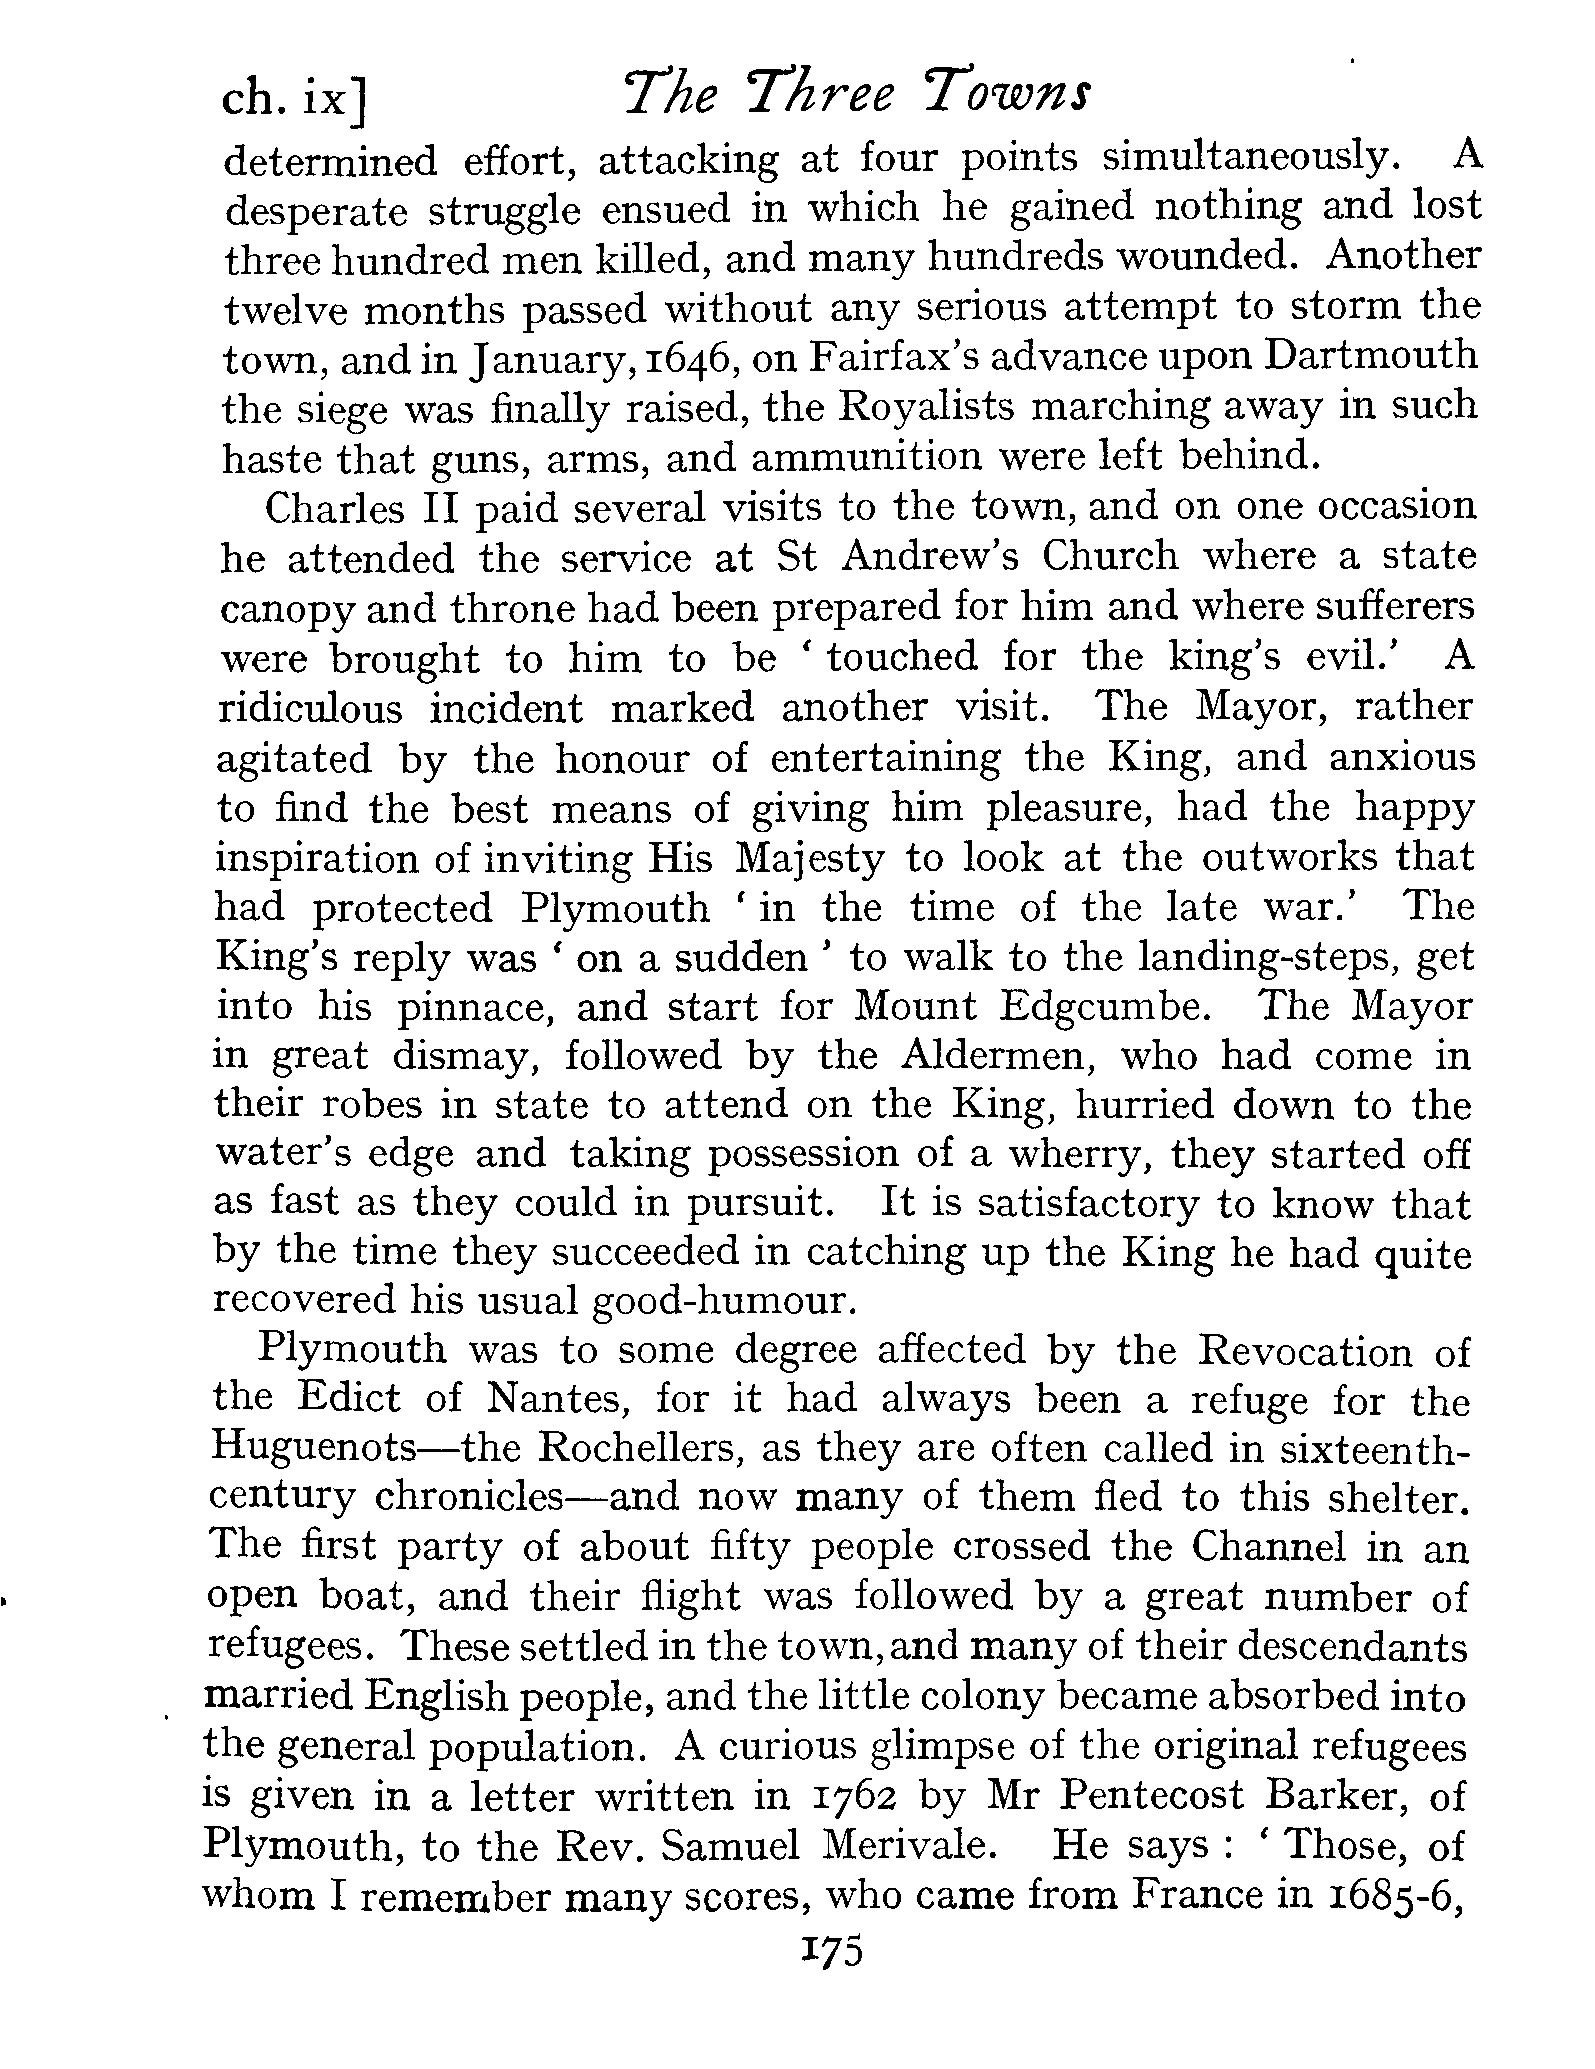 ch. ix] The Three Towns
determined effort, attacking at four points simultaneously. A
desperate struggle ensued in which he gained nothing and lost
three hundred men killed, and many hundreds wounded. Another
twelve months passed without any serious attempt to storm the
town, and in January, 1646, on Fairfax's advance upon Dartmouth
the siege was finally raised, the Royalists marching away in such
haste that guns, arms, and ammunition were left behind.
Charles II paid several visits to the town, and on one occasion
he attended the service at St Andrew's Church where a state
canopy and throne had been prepared for him and where sufferers
were brought to him to be ‘ touched for the king's evil.’ A
ridiculous incident marked another visit. The Mayor, rather
agitated by the honour of entertaining the King, and anxious
to find the best means of giving him pleasure, had the happy
inspiration of inviting His Majesty to look at the outworks that
had protected Plymouth ‘ in the time of the late war.’ The
King's reply was ‘ on a sudden ’ to walk to the landing-steps, get
into his pinnace, and start for Mount Edgcumbe. The Mayor
in great dismay, followed by the Aldermen, who had come in
their robes in state to attend on the King, hurried down to the
water's edge and taking possession of a wherry, they started off
as fast as they could in pursuit. It is satisfactory to know that
by the time they succeeded in catching up the King he had quite
recovered his usual good-humour.
Plymouth was to some degree affected by the Revocation of
the Edict of Nantes, for it had always been a refuge for the
Huguenots—the Rochellers, as they are often called in sixteenth-
century chronicles—and now many of them fled to this shelter.
The first party of about fifty people crossed the Channel in an
open boat, and their flight was followed by a great number of
refugees. These settled in the town, and many of their descendants
married English people, and the little colony became absorbed into
the general population. A curious glimpse of the original refugees
is given in a letter written in 1762 by Mr Pentecost Barker, of
Plymouth, to the Rev. Samuel Merivale. He says : ‘ Those, of
whom I remember many scores, who came from France in 1685-6,
175